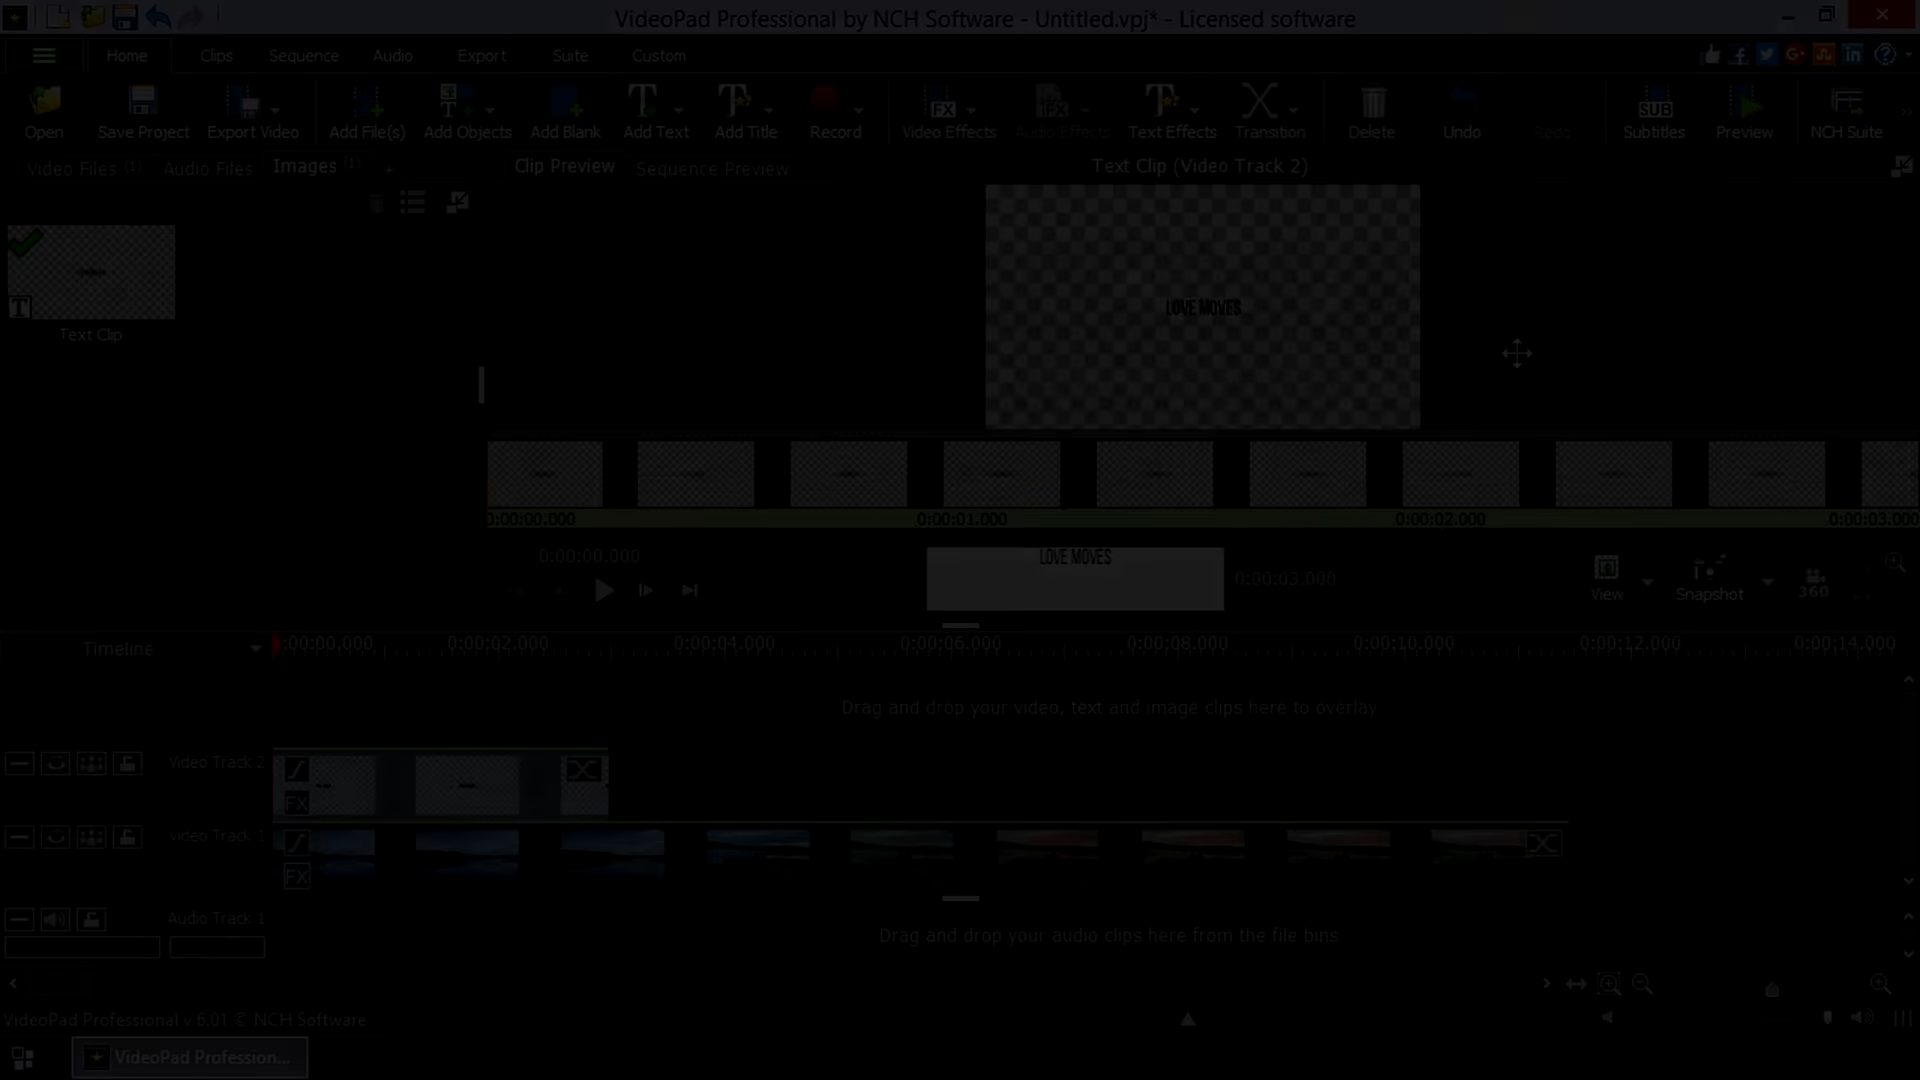 VideoPad Professional by NCH Software - Untitled.vpj* - Licensed software
Home Clips Sequence Audio Export Suite Custom
Open Save Project Export Video Add File(s) Add Objects Add Blank Add Text Add Title Record Video Effects Audio Effects Text Effects Transition Delete Undo Redo Subtitles Preview NCH Suite
Video Files (1) Audio Files Images (1) + Clip Preview Sequence Preview Text Clip (Video Track 2)
LOVE MOVES
Text Clip
0:00:00.000 0:00:01.000 0:00:02.000 0:00:03.000
0:00:00.000 LOVE MOVES 0:00:03.000
View Snapshot 360
Timeline :00:00.000 0:00:02.000 0:00:04.000 0:00:06.000 0:00:08.000 0:00:10.000 0:00:12.000 0:00:14.000
Drag and drop your video, text and image clips here to overlay
Video Track 2
FX
Video Track 1
FX
Audio Track 1
Drag and drop your audio clips here from the file bins
VideoPad Professional v 6.01 © NCH Software
VideoPad Profession...